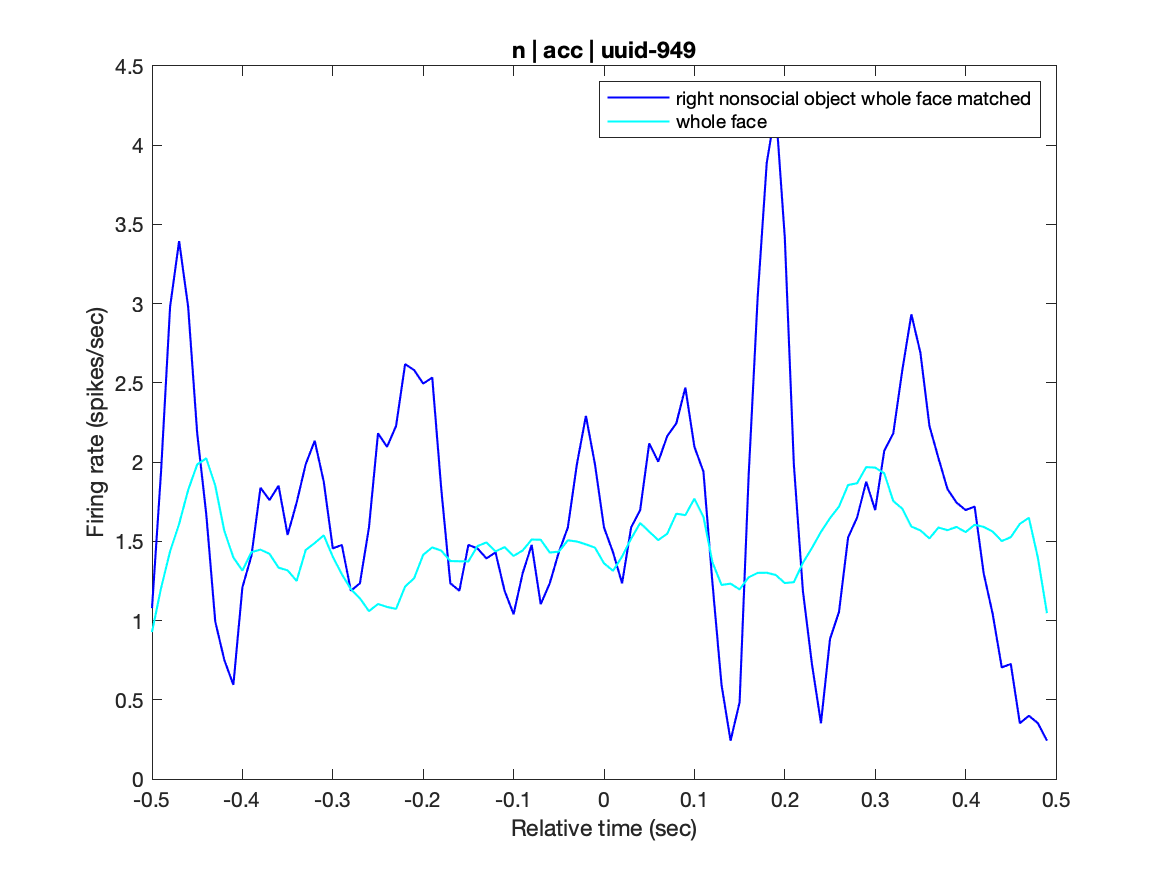 n | acc | uuid-949
right nonsocial object whole face matched
whole face
Firing rate (spikes/sec)
4.5
4
3.5
3
2.5
2
1.5
1
0.5
0
-0.5 -0.4 -0.3 -0.2 -0.1 0 0.1 0.2 0.3 0.4 0.5
Relative time (sec)